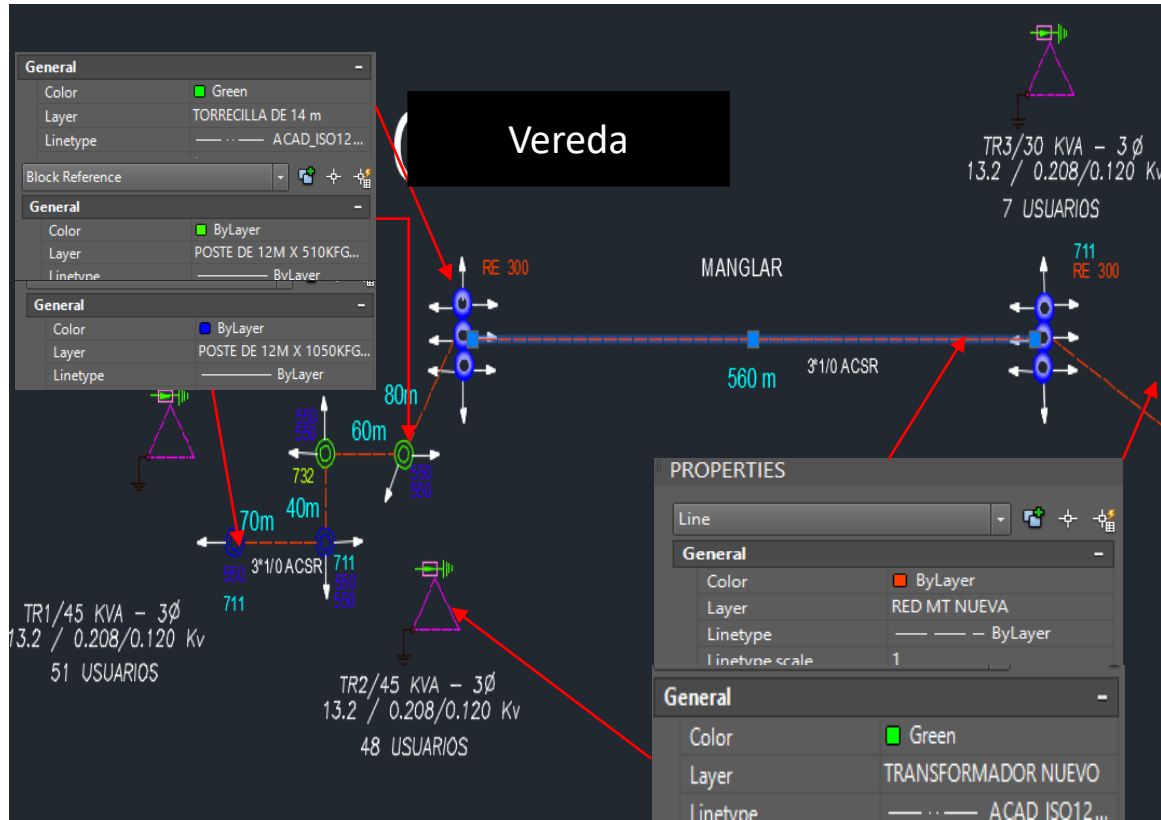 General
Color Green
Layer TORRECILLA DE 14 m
Linetype ACAD_ISO12...
Block Reference
General
Color ByLayer
Layer POSTE DE 12M X 510KFG...
Linetype ByLayer
General
Color ByLayer
Layer POSTE DE 12M X 1050KFG...
Linetype ByLayer
Vereda
TR3/30 KVA – 3Ø
13.2 / 0.208/0.120 Kv
7 USUARIOS
RE 300
MANGLAR
711
RE 300
560 m
3*1/0 ACSR
80m
550
550
60m
732
550
550
40m
70m
3*1/0 ACSR
711
550
550
550
711
TR1/45 KVA – 3Ø
13.2 / 0.208/0.120 Kv
51 USUARIOS
TR2/45 KVA – 3Ø
13.2 / 0.208/0.120 Kv
48 USUARIOS
PROPERTIES
Line
General
Color ByLayer
Layer RED MT NUEVA
Linetype ByLayer
Linetype scale 1
General
Color Green
Layer TRANSFORMADOR NUEVO
Linetype ACAD_ISO12...